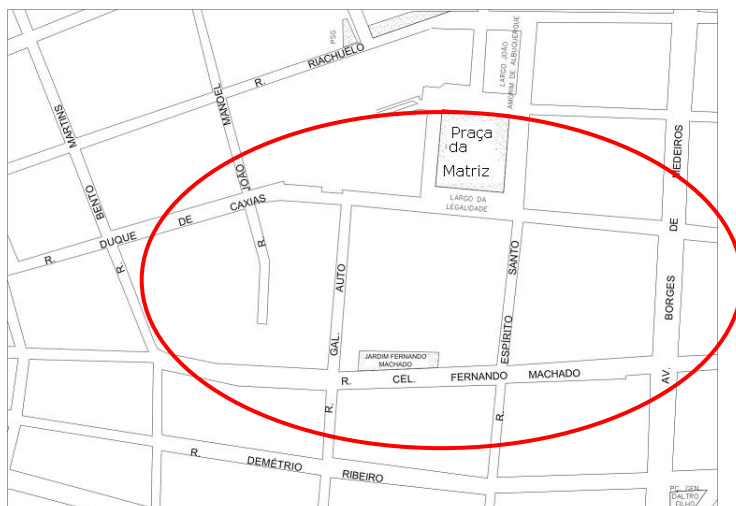 PSG
R. RIACHUELO
LARGO JOÃO
AMORIM DE ALBUQUERQUE
R. BENTO MARTINS
R. JOÃO MANOEL
Praça
da
Matriz
LARGO DA
LEGALIDADE
AV. BORGES DE MEDEIROS
R. DUQUE DE CAXIAS
R. GAL. AUTO
R. ESPÍRITO SANTO
JARDIM FERNANDO
MACHADO
R. CEL. FERNANDO MACHADO
R. DEMÉTRIO RIBEIRO
PC GEN
DALTRO
FILHO